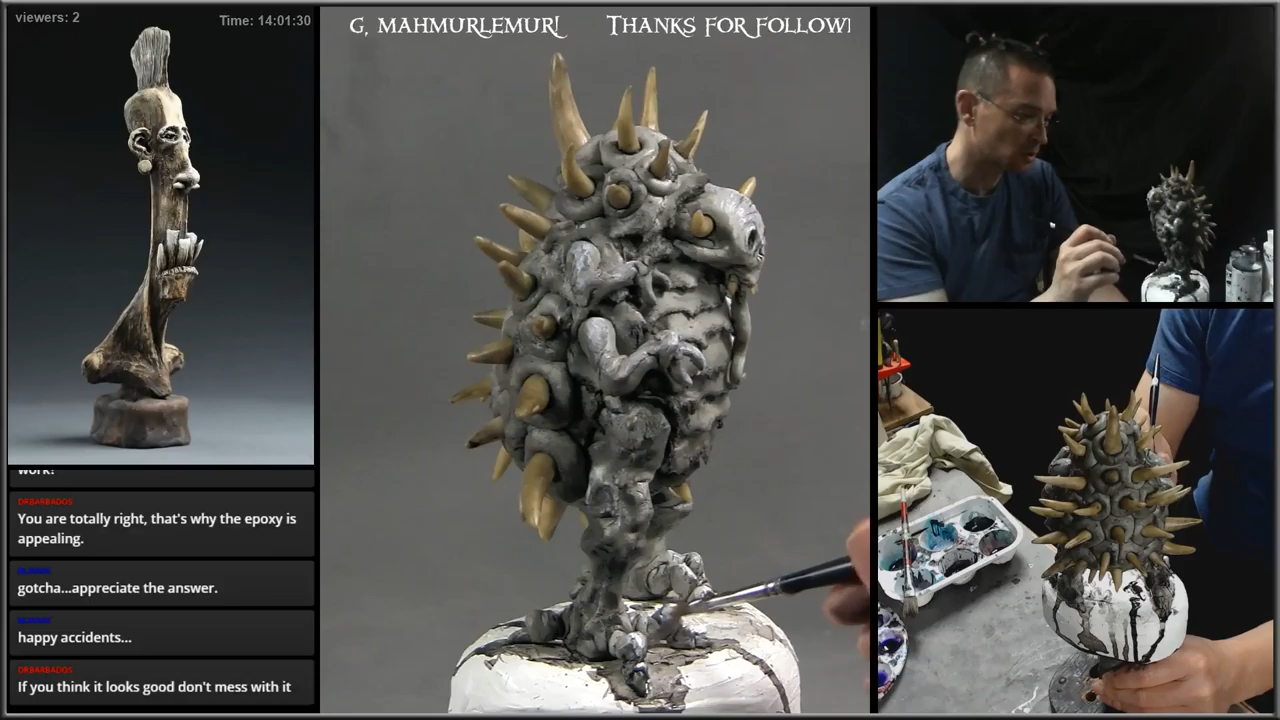 viewers: 2
Time: 14:01:30
G, MAHMURLEMURL THANKS FOR FOLLOWI
work!
DRBARBADOS
You are totally right, that's why the epoxy is
appealing.
gotcha...appreciate the answer.
happy accidents...
DRBARBADOS
If you think it looks good don't mess with it